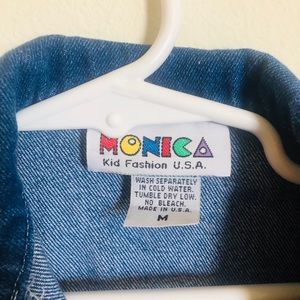 MONICA
Kid Fashion U.S.A.
WASH SEPARATELY
IN COLD WATER.
TUMBLE DRY LOW.
NO BLEACH.
MADE IN U.S.A.
M